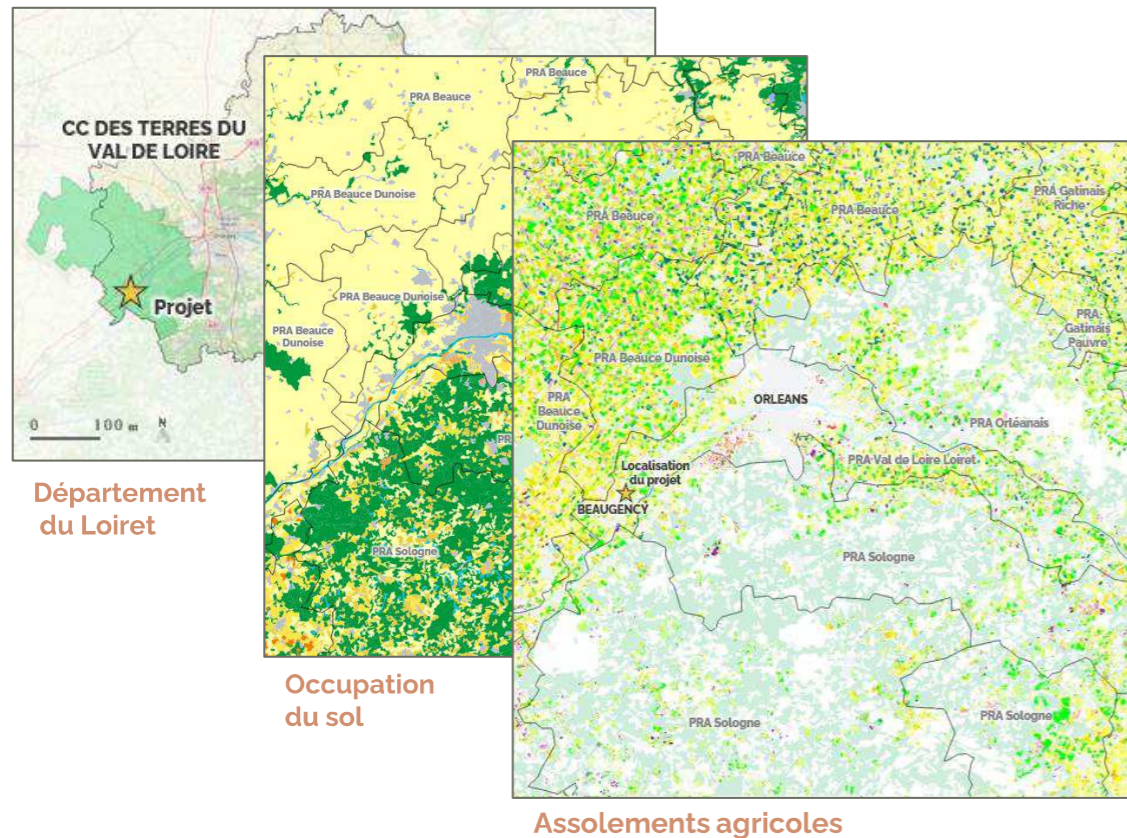 CC DES TERRES DU
VAL DE LOIRE
Projet
0 100 m N
Département
du Loiret
PRA Beauce
PRA Beauce
PRA Beauce Dunoise
PRA Beauce Dunoise
PRA Beauce
Dunoise
PRA Sologne
Occupation
du sol
PRA Beauce
PRA Beauce
PRA Beauce
PRA Gatinais
Riche
PRA
Gatinais
Pauvre
PRA Beauce Dunoise
PRA
Beauce
Dunoise
ORLEANS
PRA Orléanais
PRA Val de Loire Loiret
Localisation
du projet
BEAUGENCY
PRA Sologne
PRA Sologne
PRA Sologne
Assolements agricoles